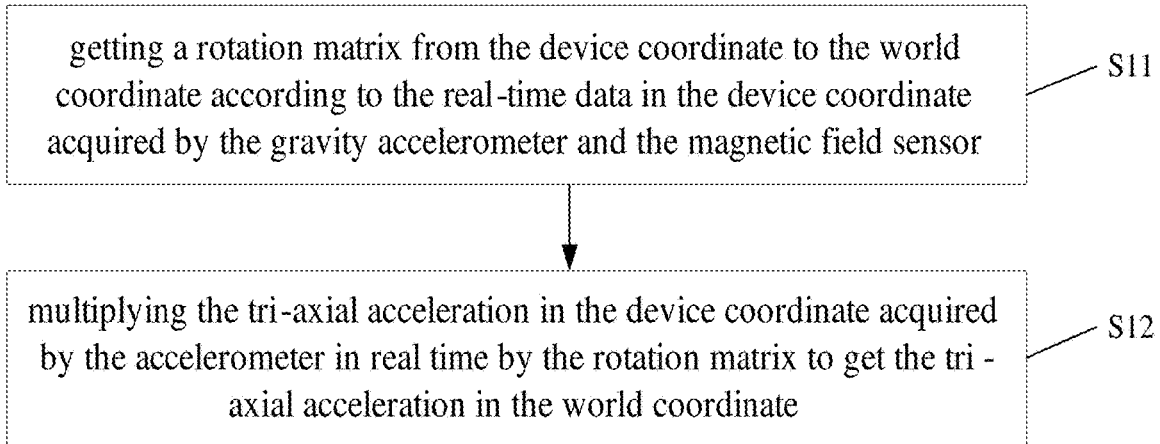 getting a rotation matrix from the device coordinate to the world
coordinate according to the real-time data in the device coordinate
acquired by the gravity accelerometer and the magnetic field sensor
S11
multiplying the tri-axial acceleration in the device coordinate acquired
by the accelerometer in real time by the rotation matrix to get the tri -
axial acceleration in the world coordinate
S12